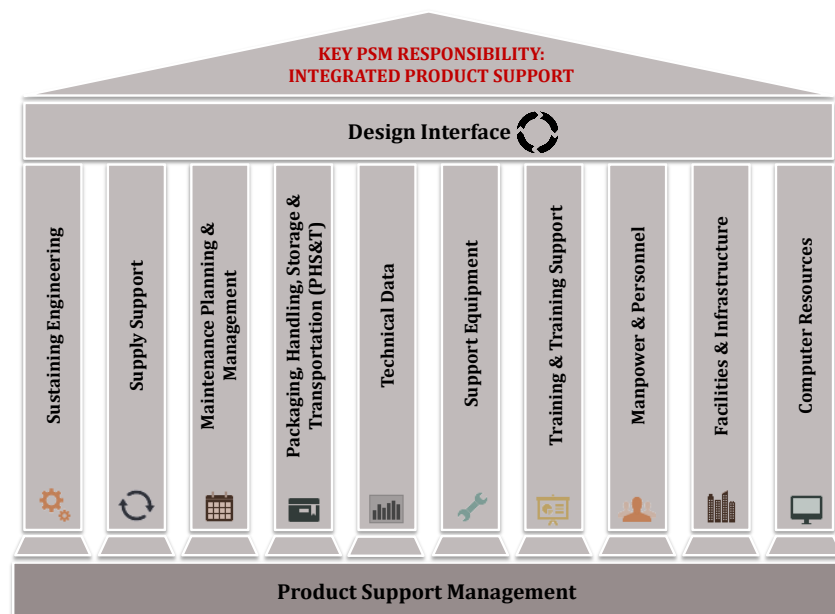 KEY PSM RESPONSIBILITY:
INTEGRATED PRODUCT SUPPORT
Design Interface
Sustaining Engineering
Supply Support
Maintenance Planning &
Management
Packaging, Handling, Storage &
Transportation (PHS&T)
Technical Data
Support Equipment
Training & Training Support
Manpower & Personnel
Facilities & Infrastructure
Computer Resources
Product Support Management